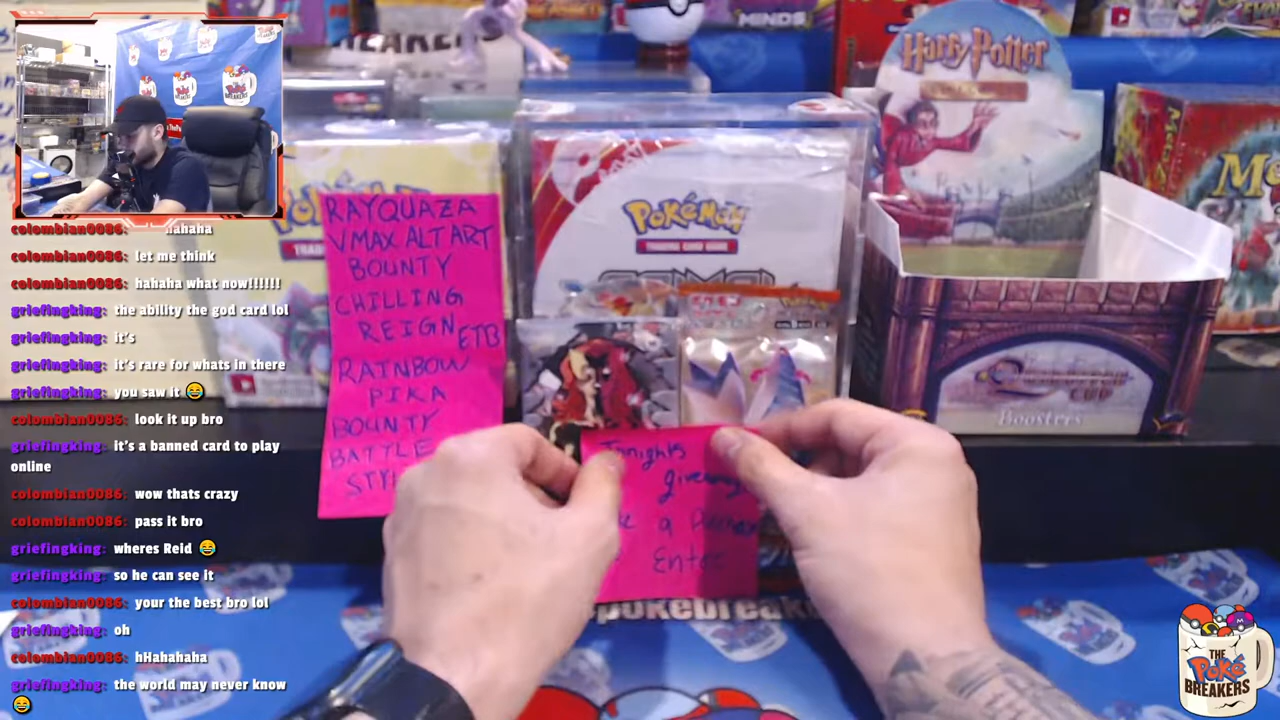 MINDS
BREAKERS
Harry Potter
Pokémon
TRADING CARD GAME
RAYQUAZA
VMAX ALT ART
BOUNTY
CHILLING
REIGN ETB
RAINBOW
PIKA
BOUNTY
BATTLE
Tonights
a
Boosters
pokebreake
THE
Poké
BREAKERS
colombian0086: hahaha
colombian0086: let me think
colombian0086: hahaha what now!!!!!!
griefingking: the ability the god card lol
griefingking: it's
griefingking: it's rare for whats in there
griefingking: you saw it 😂
colombian0086: look it up bro
griefingking: it's a banned card to play
online
colombian0086: wow thats crazy
colombian0086: pass it bro
griefingking: wheres Reid 😂
griefingking: so he can see it
colombian0086: your the best bro lol
griefingking: oh
colombian0086: hHahahaha
griefingking: the world may never know
😂